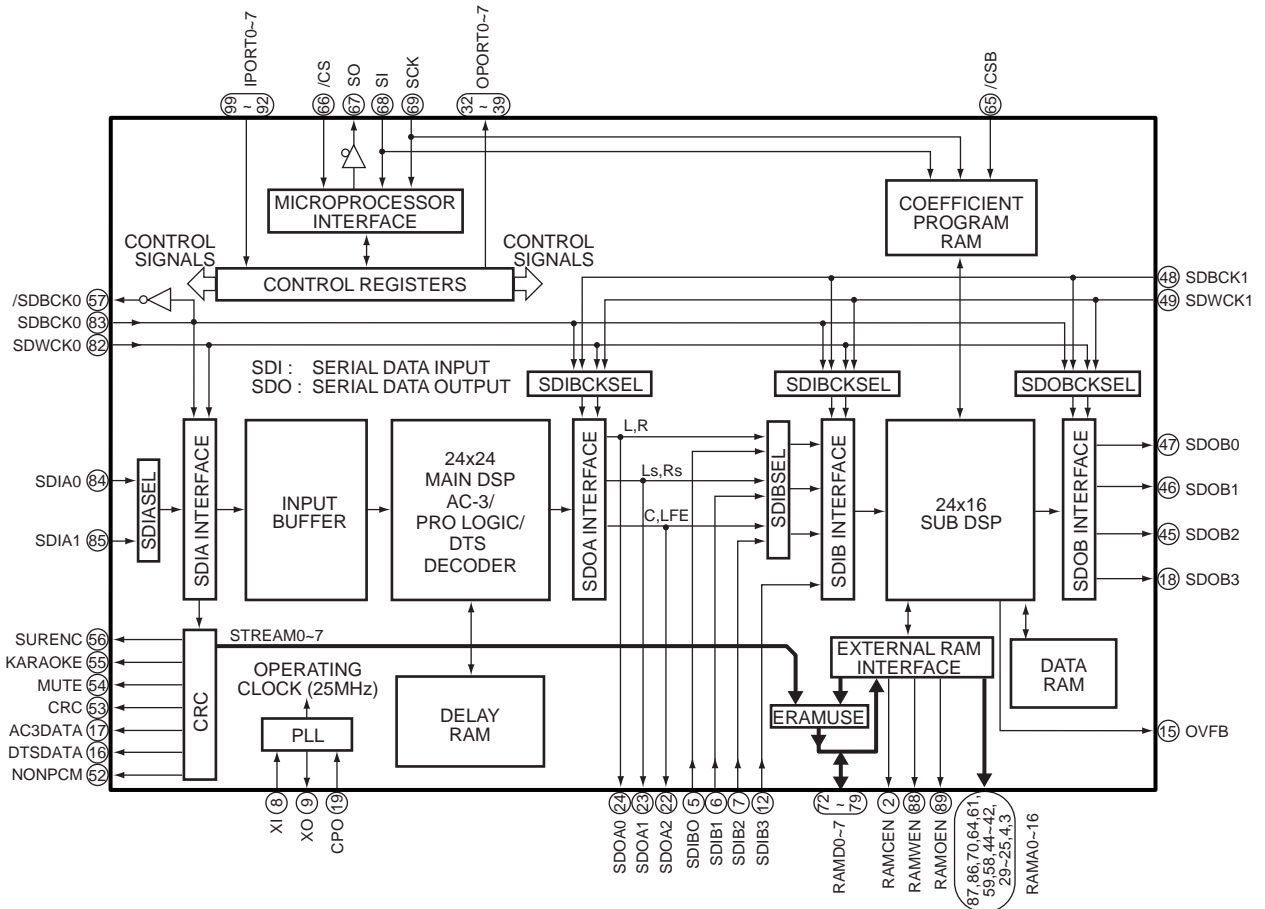 IPORT0~7
99 ~ 92
/CS
66
SO
67
SI
68
SCK
69
OPORT0~7
32 ~ 39
/CSB
65
MICROPROCESSOR
INTERFACE
COEFFICIENT
PROGRAM
RAM
CONTROL
SIGNALS
CONTROL
SIGNALS
CONTROL REGISTERS
/SDBCK0 57
SDBCK0 83
SDWCK0 82
48 SDBCK1
49 SDWCK1
SDI : SERIAL DATA INPUT
SDO : SERIAL DATA OUTPUT
SDIBCKSEL
SDIBCKSEL
SDOBCKSEL
SDIA0 84
SDIA1 85
SDIASEL
SDIA INTERFACE
INPUT
BUFFER
24x24
MAIN DSP
AC-3/
PRO LOGIC/
DTS
DECODER
SDOA INTERFACE
L,R
Ls,Rs
C,LFE
SDIBSEL
SDIB INTERFACE
24x16
SUB DSP
SDOB INTERFACE
47 SDOB0
46 SDOB1
45 SDOB2
18 SDOB3
SURENC 56
KARAOKE 55
MUTE 54
CRC 53
AC3DATA 17
DTSDATA 16
NONPCM 52
CRC
STREAM0~7
OPERATING
CLOCK (25MHz)
PLL
DELAY
RAM
EXTERNAL RAM
INTERFACE
ERAMUSE
DATA
RAM
15 OVFB
XI 8
XO 9
CPO 19
SDOA0 24
SDOA1 23
SDOA2 22
SDIBO 5
SDIB1 6
SDIB2 7
SDIB3 12
RAMD0~7
72 ~ 79
RAMCEN 2
RAMWEN 88
RAMOEN 89
87,86,70,64,61,
59,58,44~42,
29~25,4,3
RAMA0~16